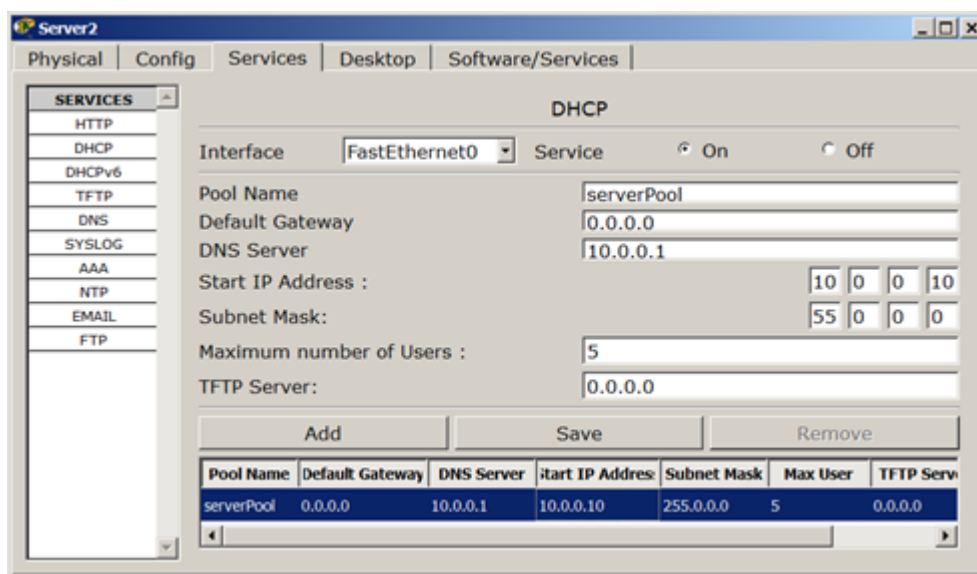 Server2
Physical Config Services Desktop Software/Services
SERVICES
HTTP
DHCP
DHCPv6
TFTP
DNS
SYSLOG
AAA
NTP
EMAIL
FTP
DHCP
Interface FastEthernet0 Service On Off
Pool Name serverPool
Default Gateway 0.0.0.0
DNS Server 10.0.0.1
Start IP Address : 10 0 0 10
Subnet Mask: 55 0 0 0
Maximum number of Users : 5
TFTP Server: 0.0.0.0
Add Save Remove
Pool Name Default Gateway DNS Server tart IP Addres Subnet Mask Max User TFTP Serv
serverPool 0.0.0.0 10.0.0.1 10.0.0.10 255.0.0.0 5 0.0.0.0